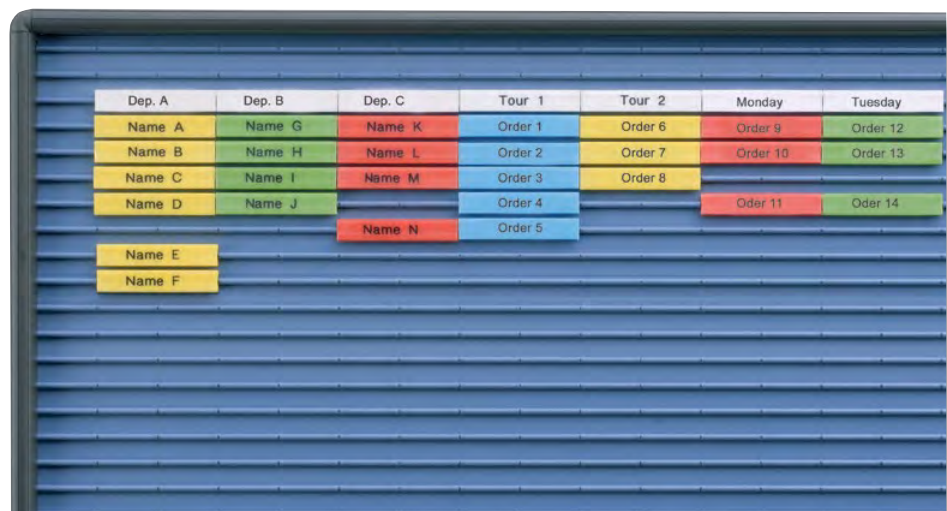 Dep. A Dep. B Dep. C Tour 1 Tour 2 Monday Tuesday
Name A Name G Name K Order 1 Order 6 Order 9 Order 12
Name B Name H Name L Order 2 Order 7 Order 10 Order 13
Name C Name I Name M Order 3 Order 8
Name D Name J Order 4 Oder 11 Oder 14
Name N Order 5
Name E
Name F